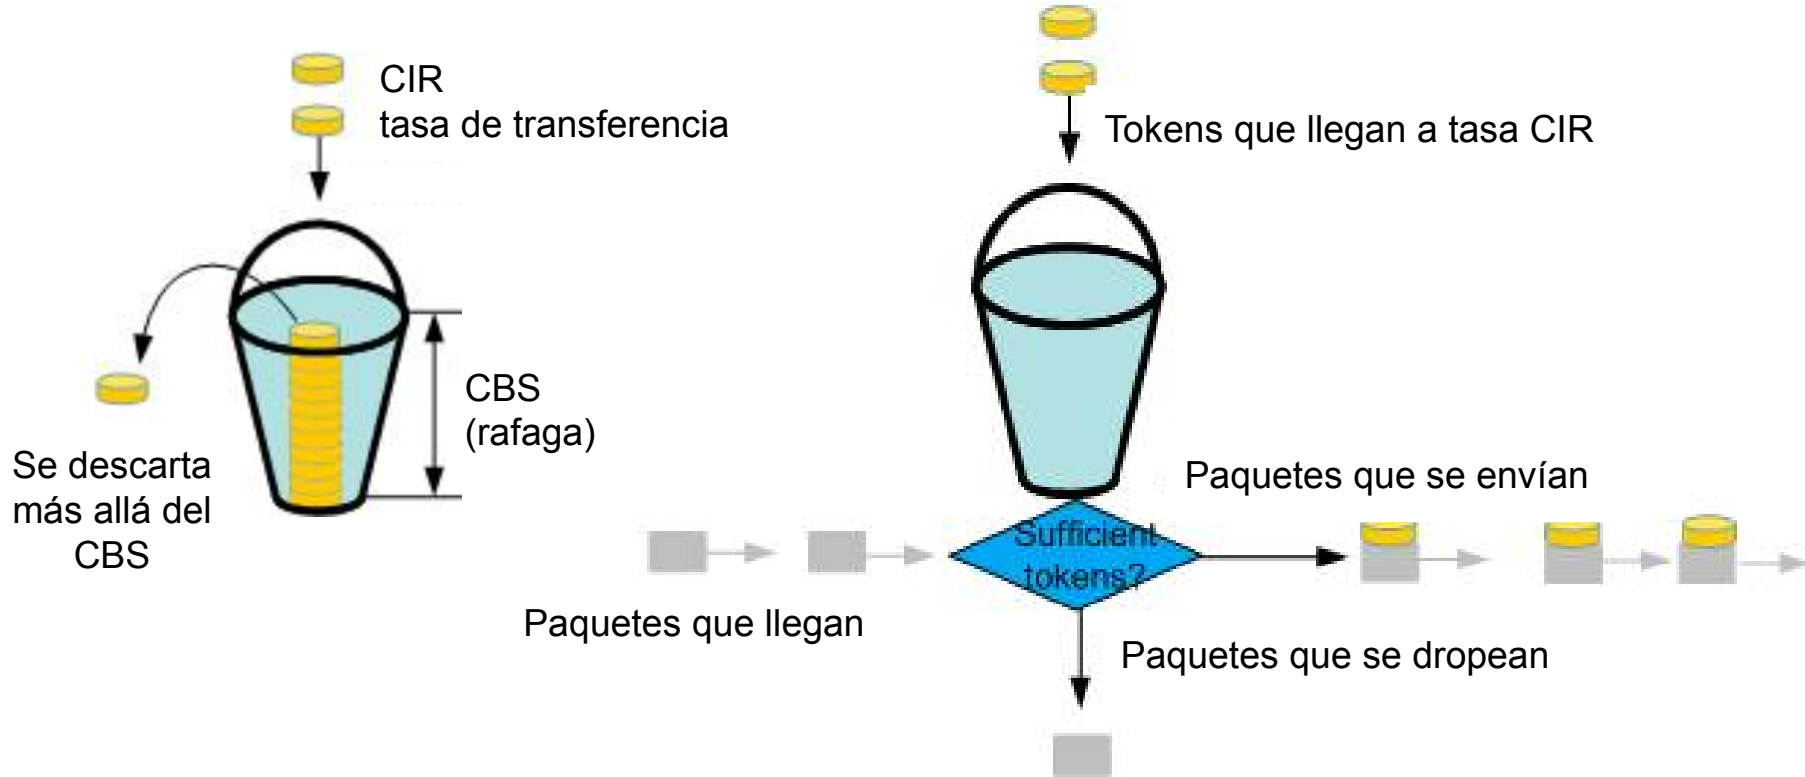 CIR
tasa de transferencia
CBS
(rafaga)
Se descarta
más allá del
CBS
Tokens que llegan a tasa CIR
Paquetes que se envían
Sufficient
tokens?
Paquetes que llegan
Paquetes que se dropean